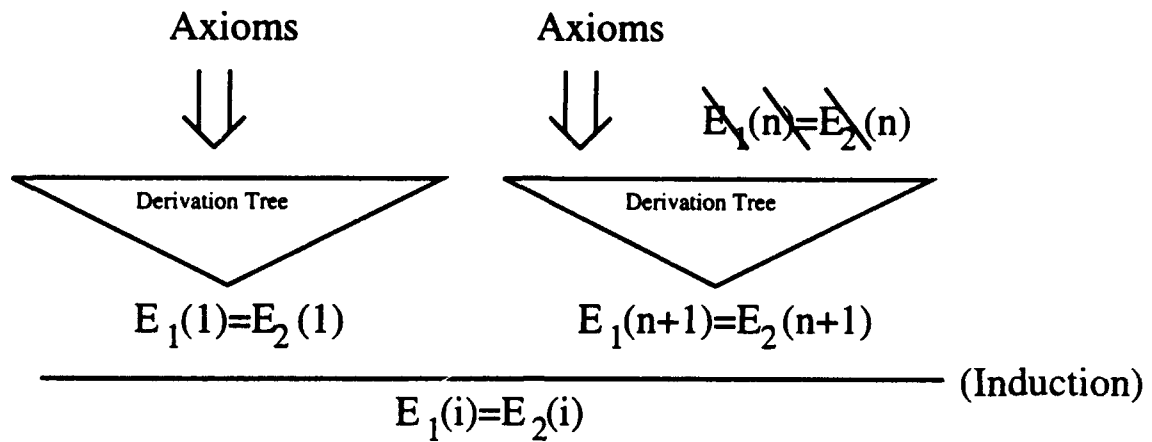 Axioms Axioms
E₁(n)=E₂(n)
Derivation Tree Derivation Tree
E₁(1)=E₂(1) E₁(n+1)=E₂(n+1)
(Induction)
E₁(i)=E₂(i)